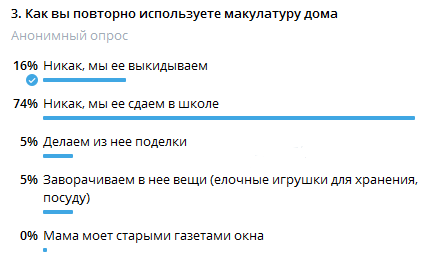 3. Как вы повторно используете макулатуру дома
Анонимный опрос
16% Никак, мы ее выкидываем
74% Никак, мы ее сдаем в школе
5% Делаем из нее поделки
5% Заворачиваем в нее вещи (елочные игрушки для хранения,
посуду)
0% Мама моет старыми газетами окна